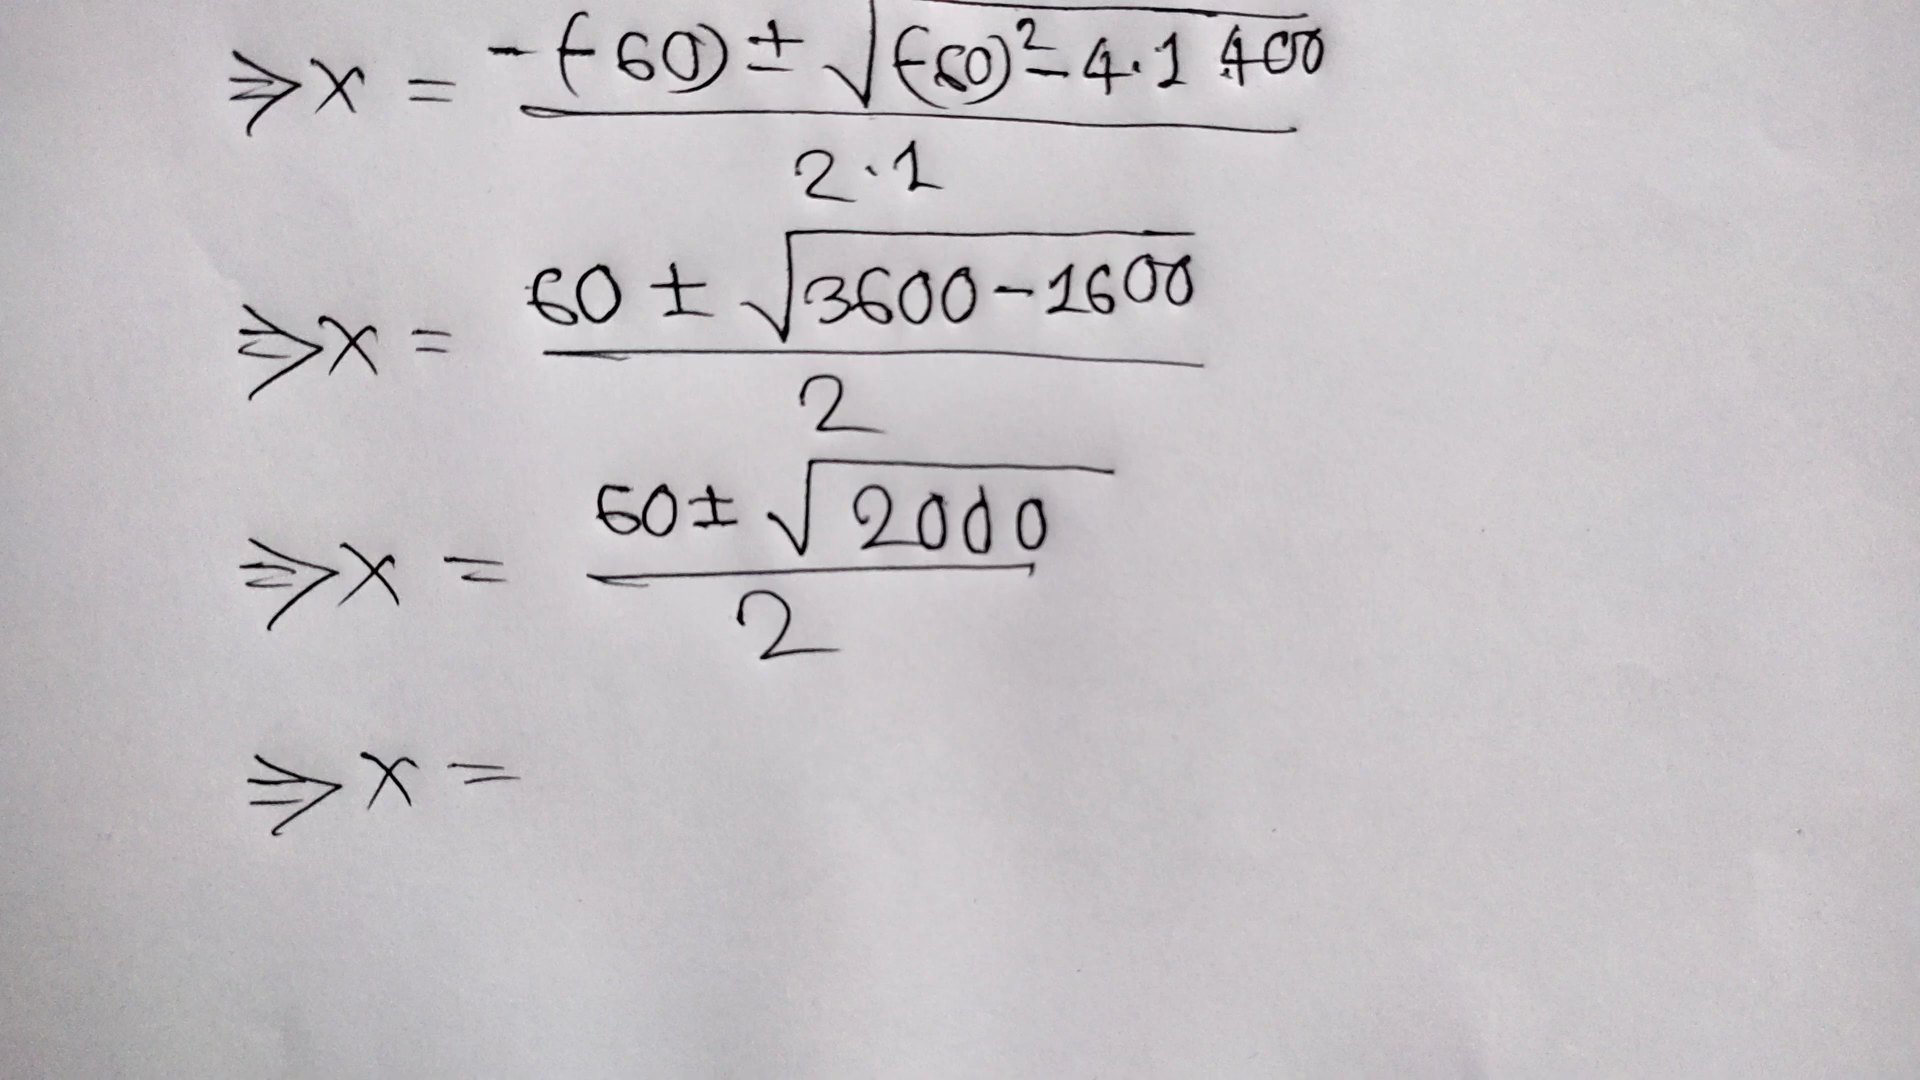 ⇒x = -(-60) ± √(-60)² - 4·1 400
2·1
⇒x = 60 ± √3600 - 1600
2
⇒x = 60 ± √2000
2
⇒x =